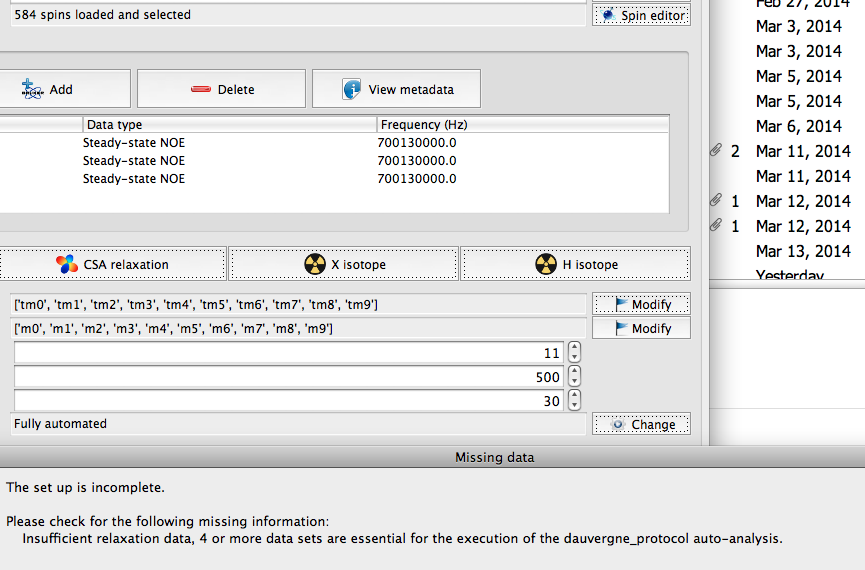 584 spins loaded and selected
Spin editor
Add
Delete
View metadata
Data type Frequency (Hz)
Steady-state NOE 700130000.0
Steady-state NOE 700130000.0
Steady-state NOE 700130000.0
CSA relaxation
X isotope
H isotope
['tm0', 'tm1', 'tm2', 'tm3', 'tm4', 'tm5', 'tm6', 'tm7', 'tm8', 'tm9']
Modify
['m0', 'm1', 'm2', 'm3', 'm4', 'm5', 'm6', 'm7', 'm8', 'm9']
Modify
11
500
30
Fully automated
Change
Feb 27, 2014
Mar 3, 2014
Mar 3, 2014
Mar 5, 2014
Mar 5, 2014
Mar 6, 2014
2 Mar 11, 2014
Mar 11, 2014
1 Mar 12, 2014
1 Mar 12, 2014
Mar 13, 2014
Yesterday
Missing data
The set up is incomplete.
Please check for the following missing information:
Insufficient relaxation data, 4 or more data sets are essential for the execution of the dauvergne_protocol auto-analysis.